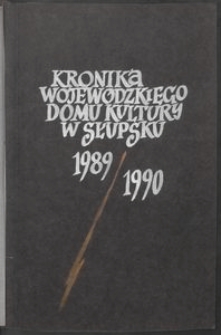 KRONIKA
WOJEWÓDZKIEGO
DOMU KULTURY
W SŁUPSKU
1989
1990